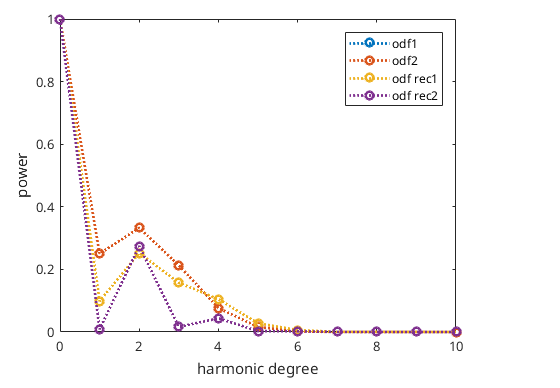 1
0.8
0.6
0.4
0.2
0
power
odf1
odf2
odf rec1
odf rec2
0 2 4 6 8 10
harmonic degree